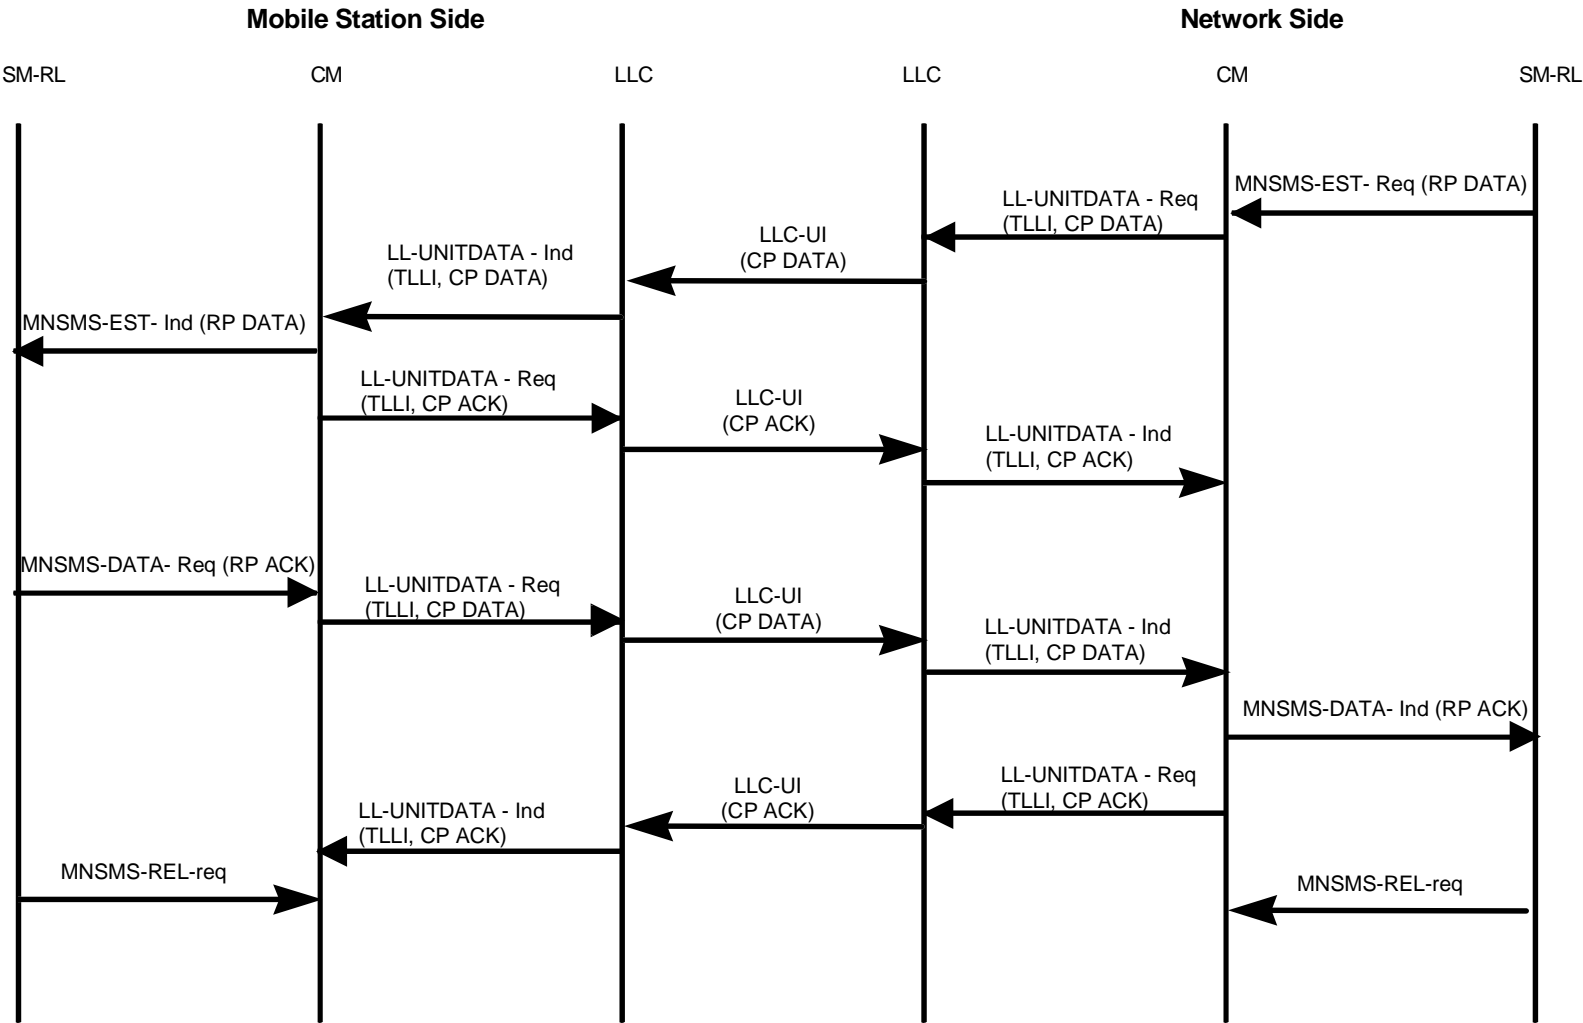 Mobile Station Side
Network Side
SM-RL
CM
LLC
LLC
CM
SM-RL
MNSMS-EST- Req (RP DATA)
LL-UNITDATA - Req
(TLLI, CP DATA)
LLC-UI
(CP DATA)
LL-UNITDATA - Ind
(TLLI, CP DATA)
MNSMS-EST- Ind (RP DATA)
LL-UNITDATA - Req
(TLLI, CP ACK)
LLC-UI
(CP ACK)
LL-UNITDATA - Ind
(TLLI, CP ACK)
MNSMS-DATA- Req (RP ACK)
LL-UNITDATA - Req
(TLLI, CP DATA)
LLC-UI
(CP DATA)
LL-UNITDATA - Ind
(TLLI, CP DATA)
MNSMS-DATA- Ind (RP ACK)
LL-UNITDATA - Req
(TLLI, CP ACK)
LLC-UI
(CP ACK)
LL-UNITDATA - Ind
(TLLI, CP ACK)
MNSMS-REL-req
MNSMS-REL-req